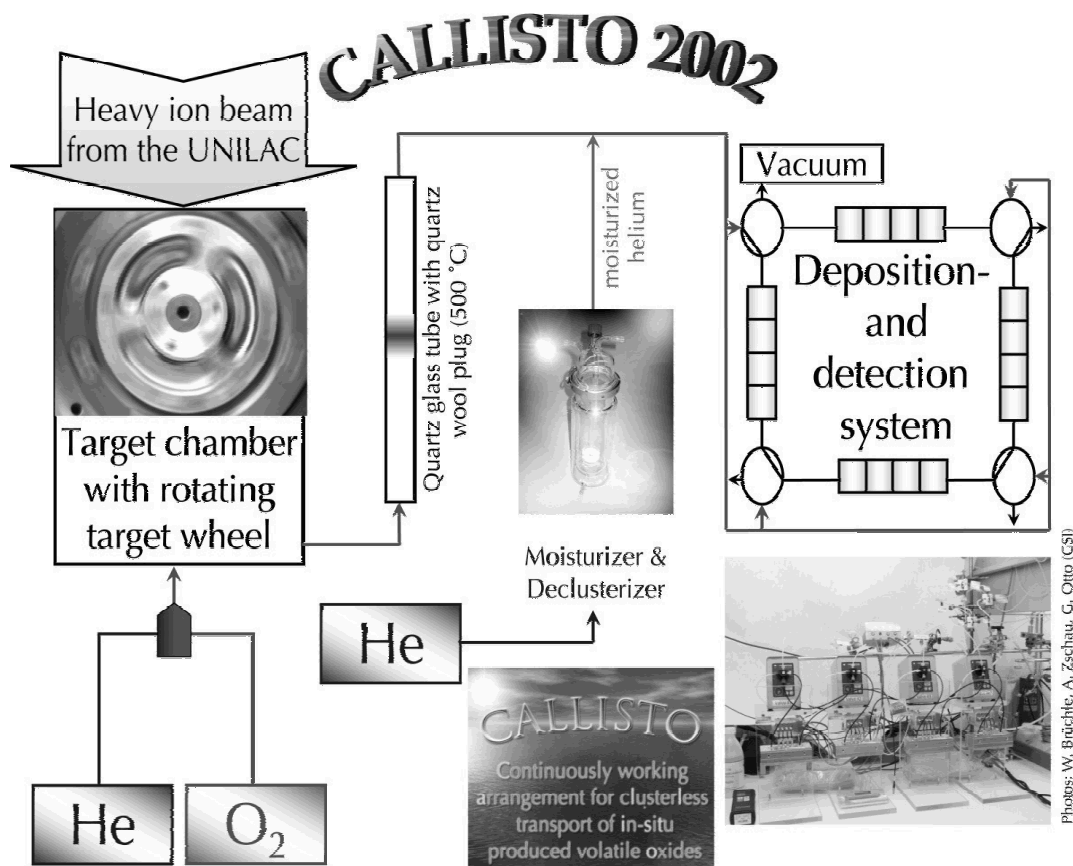 CALLISTO 2002
Heavy ion beam
from the UNILAC
Target chamber
with rotating
target wheel
He
O2
Quartz glass tube with quartz
wool plug (500 °C)
moisturized
helium
Moisturizer &
Declusterizer
He
Vacuum
Deposition-
and
detection
system
CALLISTO
Continuously working
arrangement for clusterless
transport of in-situ
produced volatile oxides
Photos: W. Brüchle, A. Zschau, G. Otto (GSI)